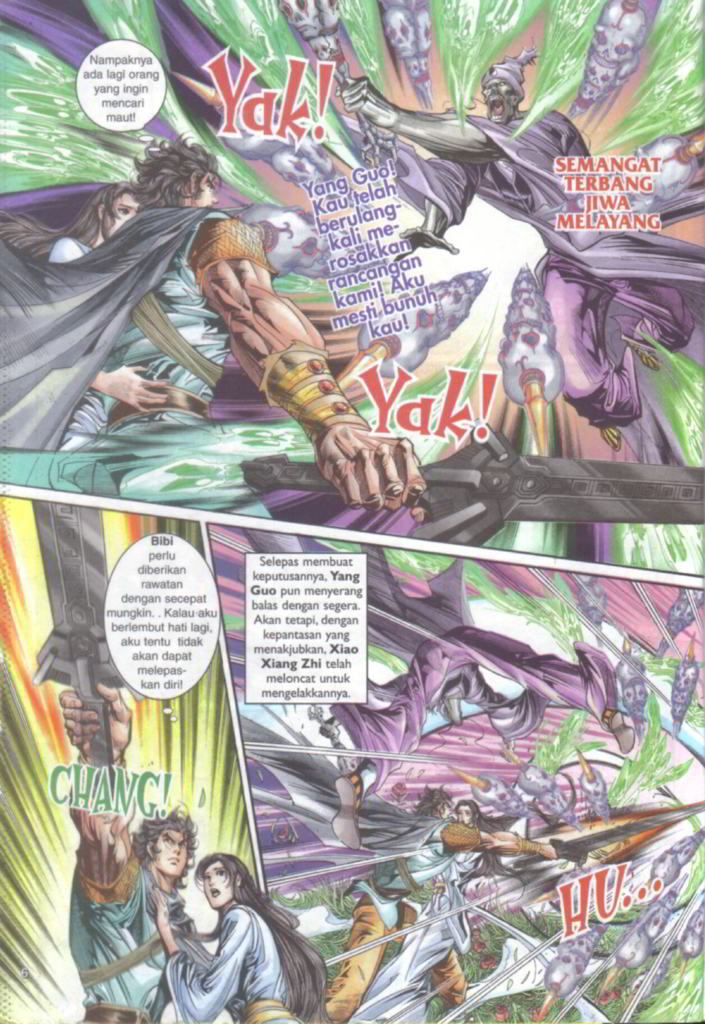 Nampaknya
ada lagi orang
yang ingin
mencari
maut!
Yak!
Yang Guo!
Kau telah
berulang-
kali me-
rosakkan
rancangan
kami! Aku
mesti bunuh
kau!
SEMANGAT
TERBANG
JIWA
MELAYANG
Yak!
Bibi
perlu
diberikan
rawatan
dengan secepat
mungkin. . Kalau aku
berlembut hati lagi,
aku tentu tidak
akan dapat
melepas-
kan diri!
CHANG!
Selepas membuat
keputusannya, Yang
Guo pun menyerang
balas dengan segera.
Akan tetapi, dengan
kepantasan yang
menakjubkan, Xiao
Xiang Zhi telah
meloncat untuk
mengelakkannya.
HU...
6